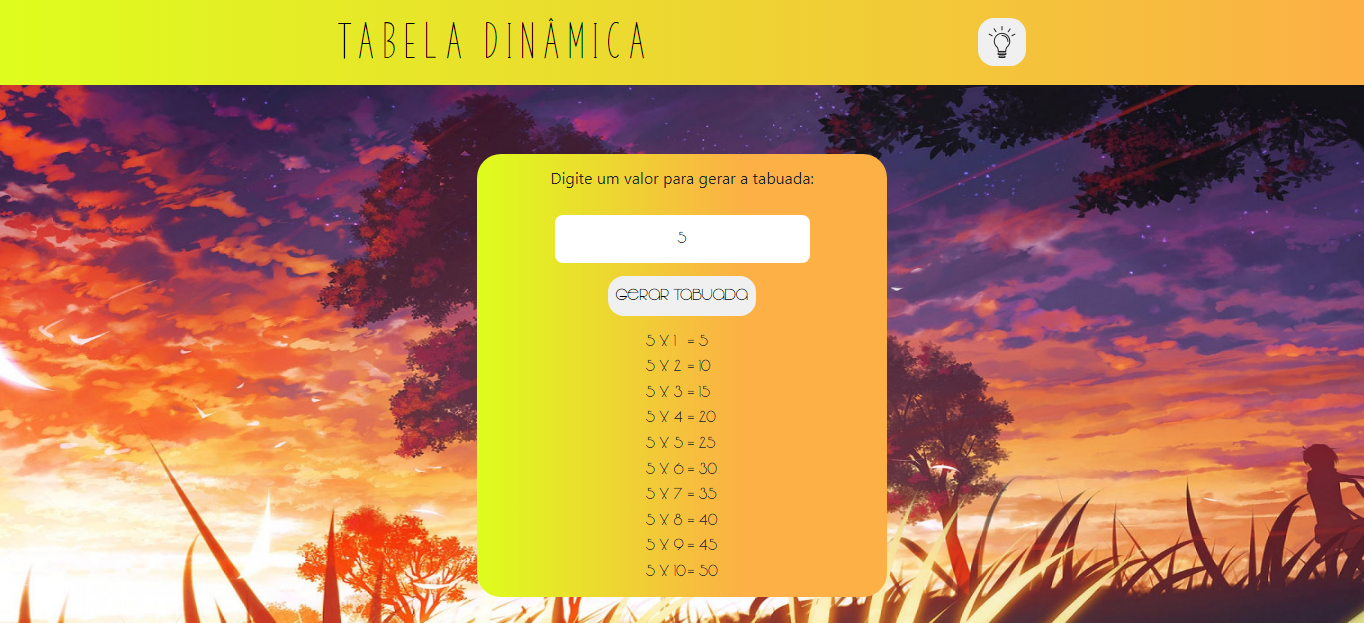 TABELA DINÂMICA
Digite um valor para gerar a tabuada:
5
GERAR TABUADA
5 X 1 = 5
5 X 2 = 10
5 X 3 = 15
5 X 4 = 20
5 X 5 = 25
5 X 6 = 30
5 X 7 = 35
5 X 8 = 40
5 X 9 = 45
5 X 10 = 50